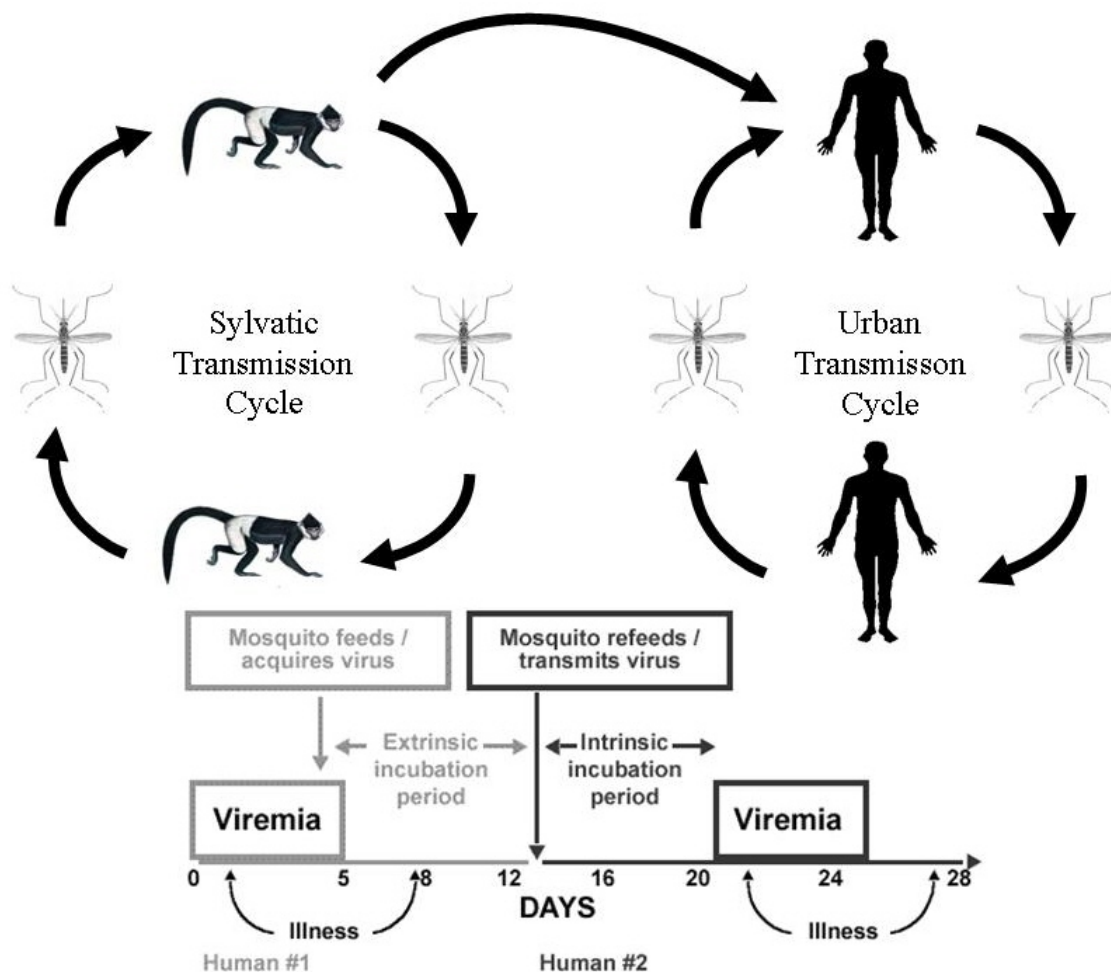 Sylvatic
Transmission
Cycle
Urban
Transmisson
Cycle
Mosquito feeds /
acquires virus
Mosquito refeeds /
transmits virus
Extrinsic
incubation
period
Intrinsic
incubation
period
Viremia
Viremia
0 5 8 12 16 20 24 28
DAYS
Illness
Illness
Human #1
Human #2